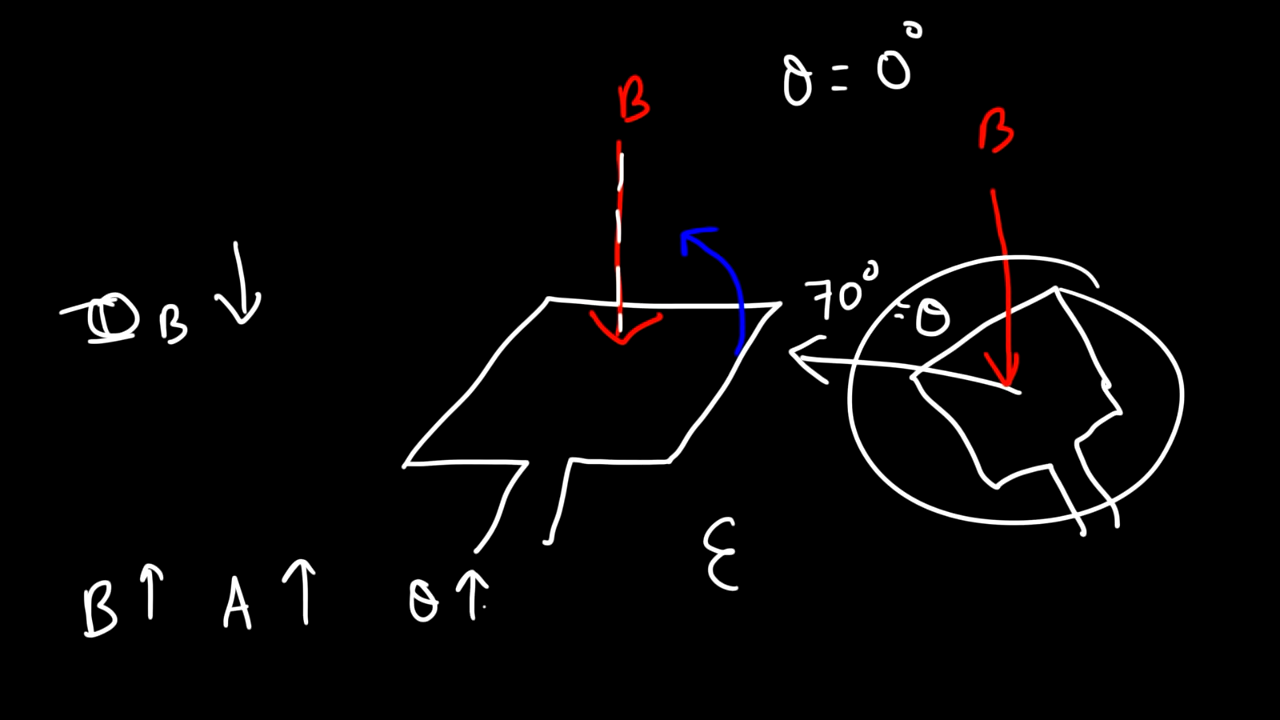 θ = 0°
B
B
70° = θ
Φ_B ↓
ε
B↑ A↑ θ↑